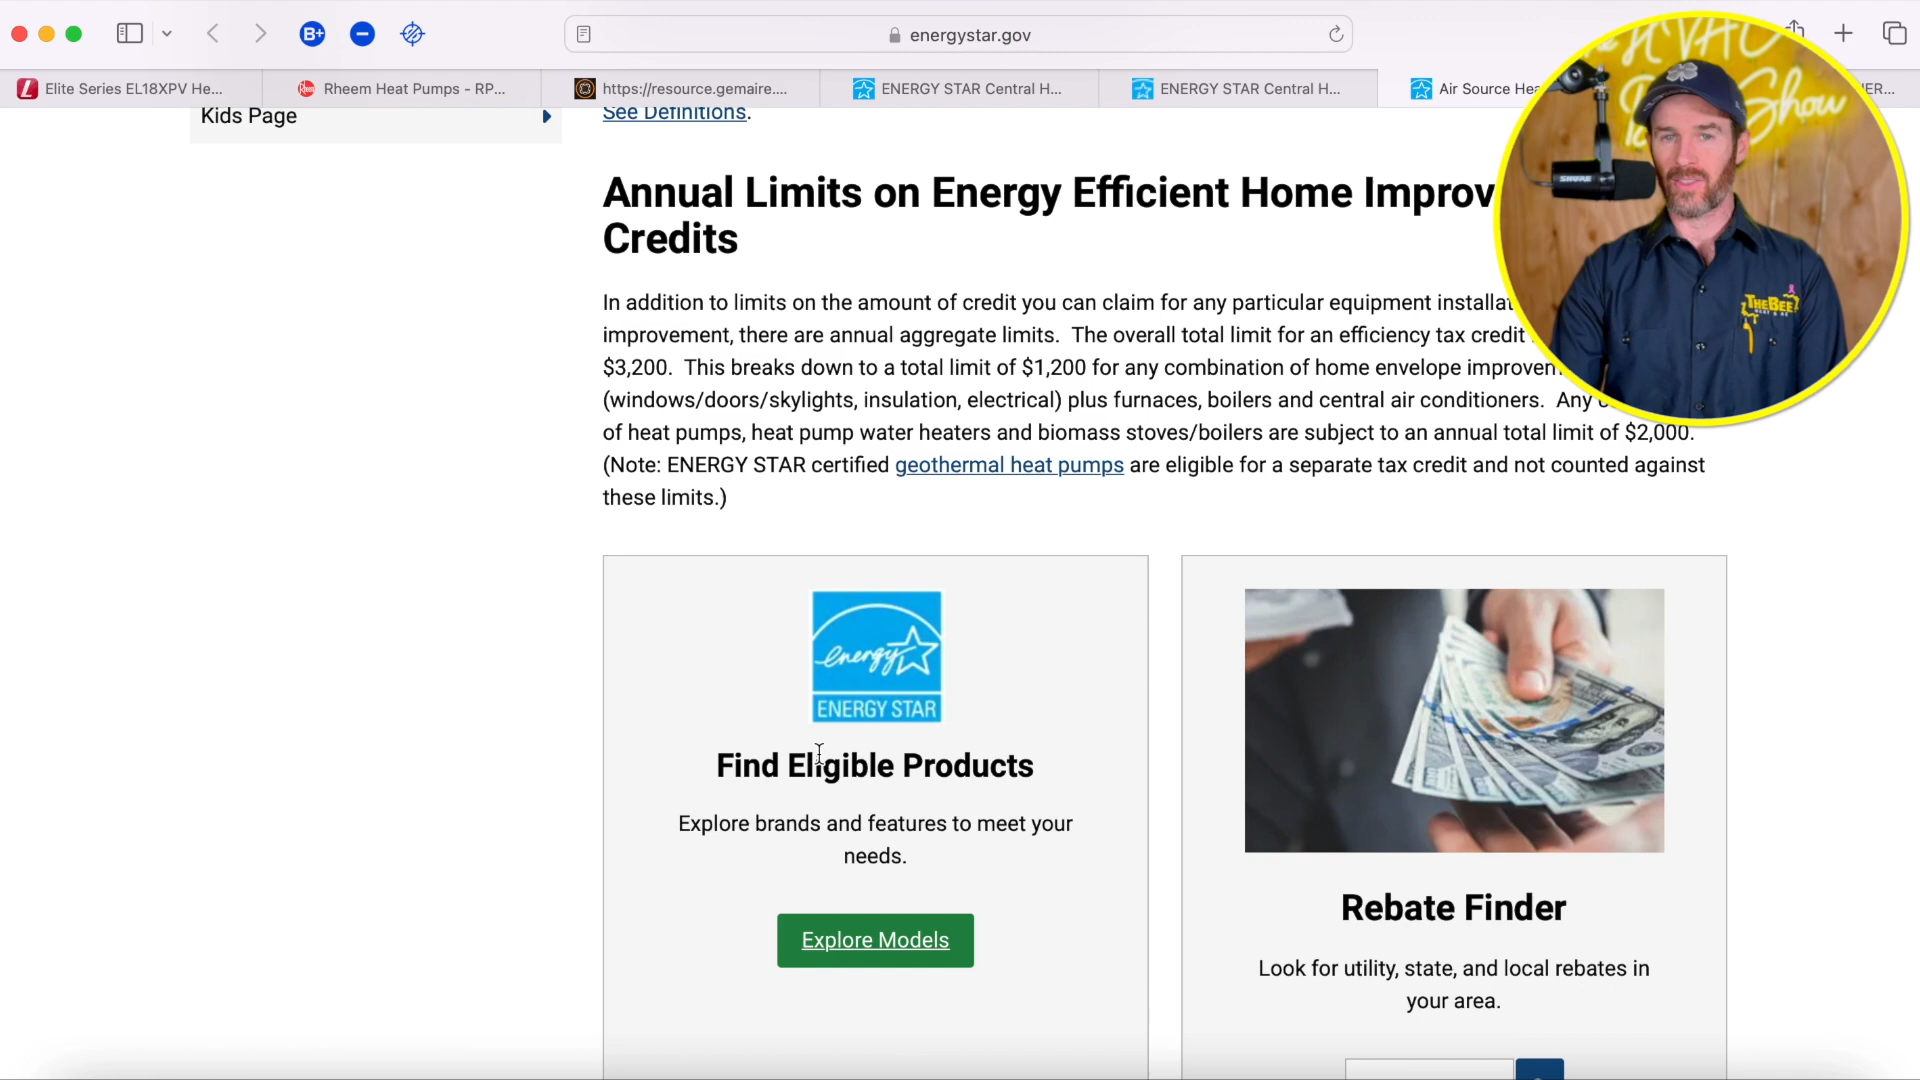 energystar.gov
Elite Series EL18XPV He...
Rheem Heat Pumps - RP...
https://resource.gemaire....
ENERGY STAR Central H...
ENERGY STAR Central H...
Air Source Hea
ER...
Kids Page
See Definitions.
Annual Limits on Energy Efficient Home Improv
Credits
In addition to limits on the amount of credit you can claim for any particular equipment
improvement, there are annual aggregate limits. The overall total limit for an efficiency tax credit
$3,200. This breaks down to a total limit of $1,200 for any combination of home envelope
(windows/doors/skylights, insulation, electrical) plus furnaces, boilers and central air conditioners. Any
of heat pumps, heat pump water heaters and biomass stoves/boilers are subject to an annual total limit of $2,000.
(Note: ENERGY STAR certified geothermal heat pumps are eligible for a separate tax credit and not counted against
these limits.)
energy
ENERGY STAR
Find Eligible Products
Explore brands and features to meet your
needs.
Explore Models
Rebate Finder
Look for utility, state, and local rebates in
your area.
HVAC
Show
SHURE
THEBEE
B+